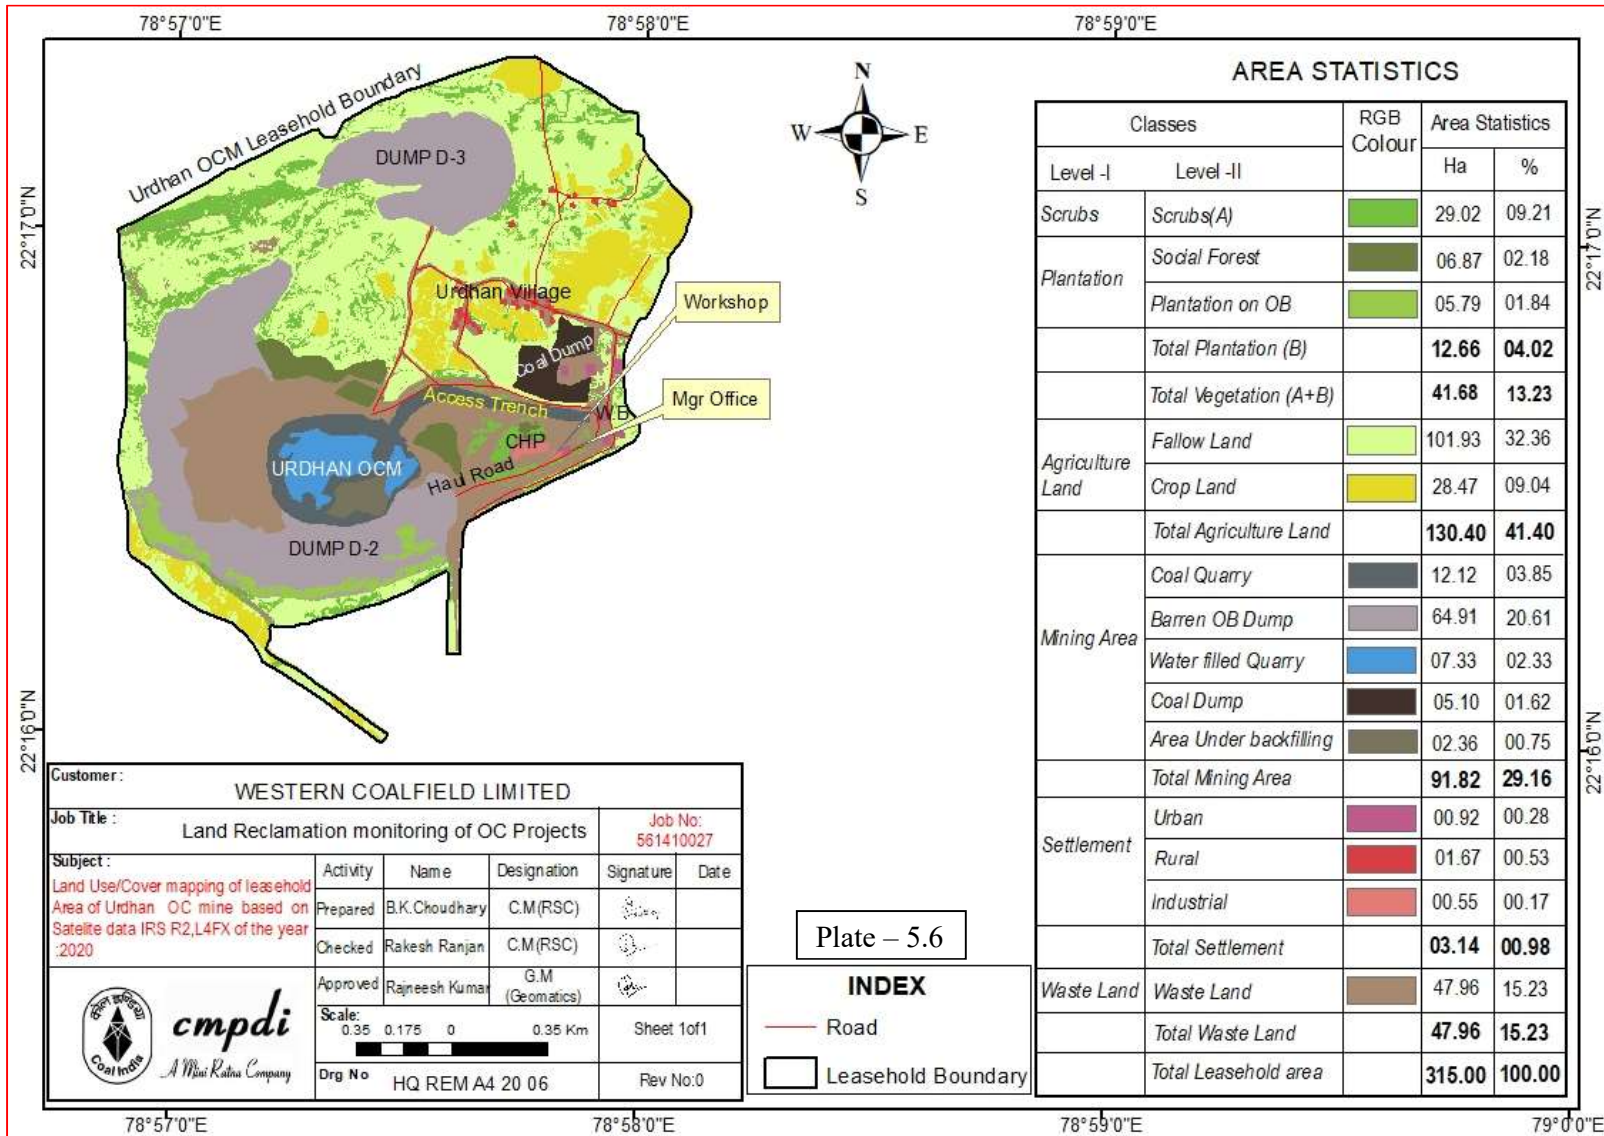 78°57'0"E
78°58'0"E
78°59'0"E
22°17'0"N
22°16'0"N
22°17'0"N
22°16'0"N
Urdhan OCM Leasehold Boundary
DUMP D-3
Urdhan Village
Workshop
Coal Dump
Mgr Office
Access Trench
W.B.
CHP
URDHAN OCM
Haul Road
DUMP D-2
N
W E
S
AREA STATISTICS
Classes RGB Colour Area Statistics
Level -I Level -II Ha %
Scrubs Scrubs(A) 29.02 09.21
Plantation Social Forest 06.87 02.18
Plantation on OB 05.79 01.84
Total Plantation (B) 12.66 04.02
Total Vegetation (A+B) 41.68 13.23
Agriculture Land Fallow Land 101.93 32.36
Crop Land 28.47 09.04
Total Agriculture Land 130.40 41.40
Mining Area Coal Quarry 12.12 03.85
Barren OB Dump 64.91 20.61
Water filled Quarry 07.33 02.33
Coal Dump 05.10 01.62
Area Under backfilling 02.36 00.75
Total Mining Area 91.82 29.16
Settlement Urban 00.92 00.28
Rural 01.67 00.53
Industrial 00.55 00.17
Total Settlement 03.14 00.98
Waste Land Waste Land 47.96 15.23
Total Waste Land 47.96 15.23
Total Leasehold area 315.00 100.00
Customer :
WESTERN COALFIELD LIMITED
Job Title :
Land Reclamation monitoring of OC Projects
Job No:
561410027
Subject :
Land Use/Cover mapping of leasehold
Area of Urdhan OC mine based on
Satelite data IRS R2,L4FX of the year
:2020
Activity Name Designation Signature Date
Prepared B.K.Choudhary C.M(RSC)
Checked Rakesh Ranjan C.M(RSC)
Approved Rajneesh Kumar G.M (Geomatics)
Scale:
0.35 0.175 0 0.35 Km
Sheet 1of1
Drg No HQ REM A4 20 06
Rev No:0
Coal India
cmpdi
A Mini Ratna Company
Plate – 5.6
INDEX
Road
Leasehold Boundary
78°57'0"E
78°58'0"E
78°59'0"E
79°0'0"E